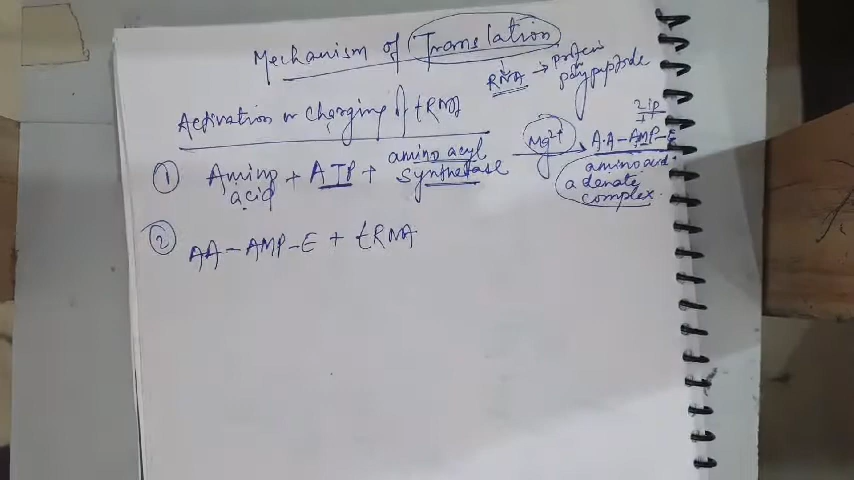 Mechanism of Translation
RNA → protein
or
polypeptide
Activation or charging of tRNA
① Amino acid + ATP + amino acyl synthetase
Mg2+
A.A - AMP - E
amino acid
adenate
complex.
② AA - AMP - E + tRNA